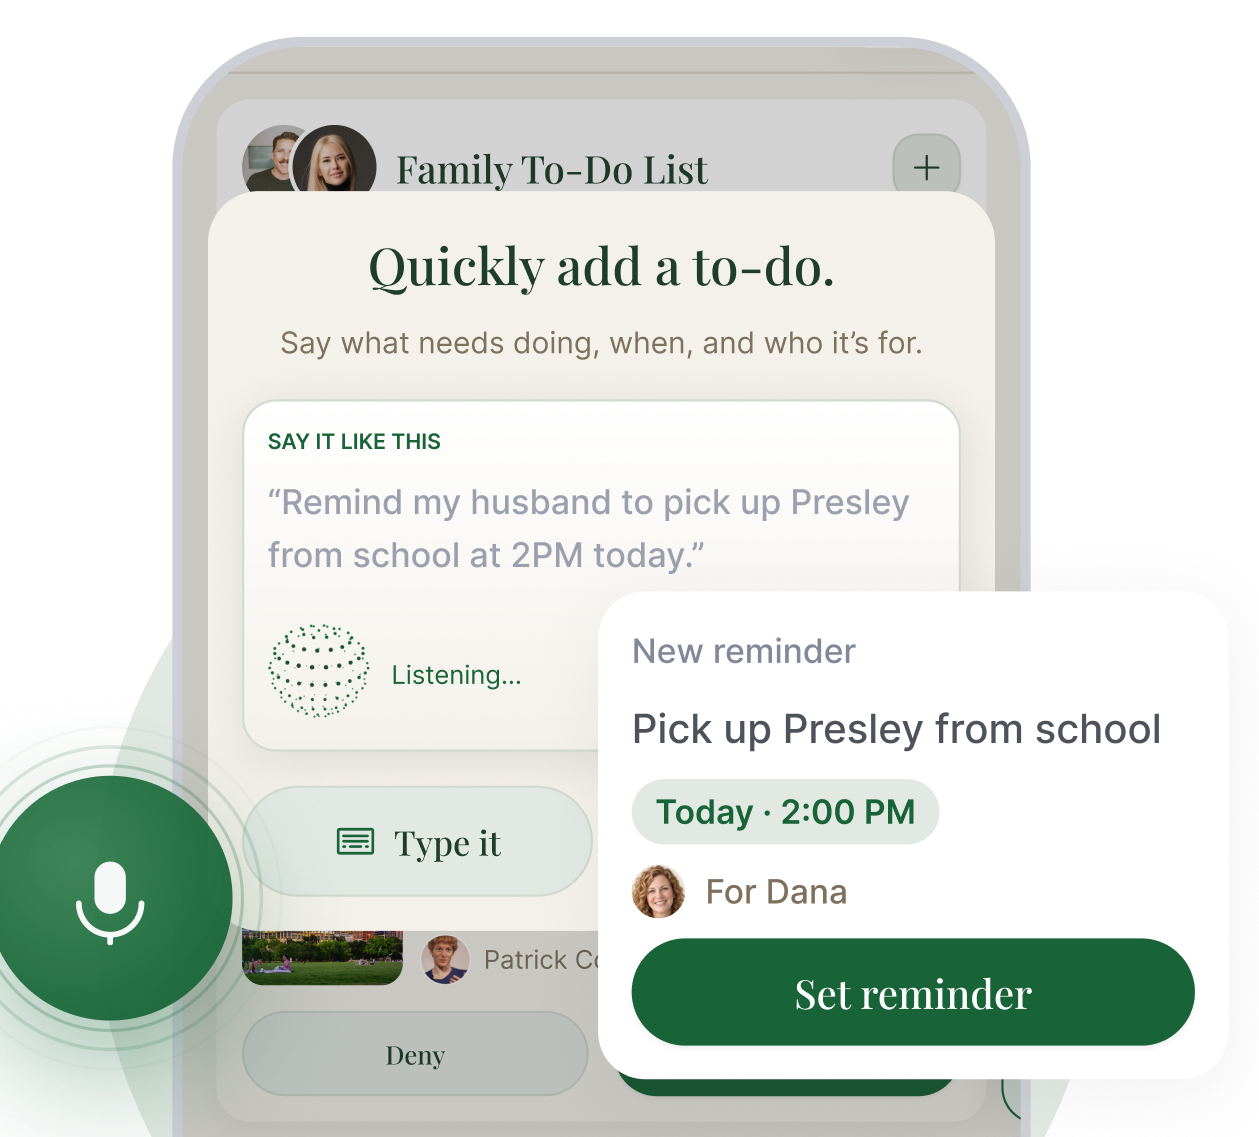 Family To-Do List
Quickly add a to-do.
Say what needs doing, when, and who it’s for.
SAY IT LIKE THIS
“Remind my husband to pick up Presley
from school at 2PM today.”
Listening...
New reminder
Pick up Presley from school
Today · 2:00 PM
For Dana
Set reminder
Type it
Patrick
Deny